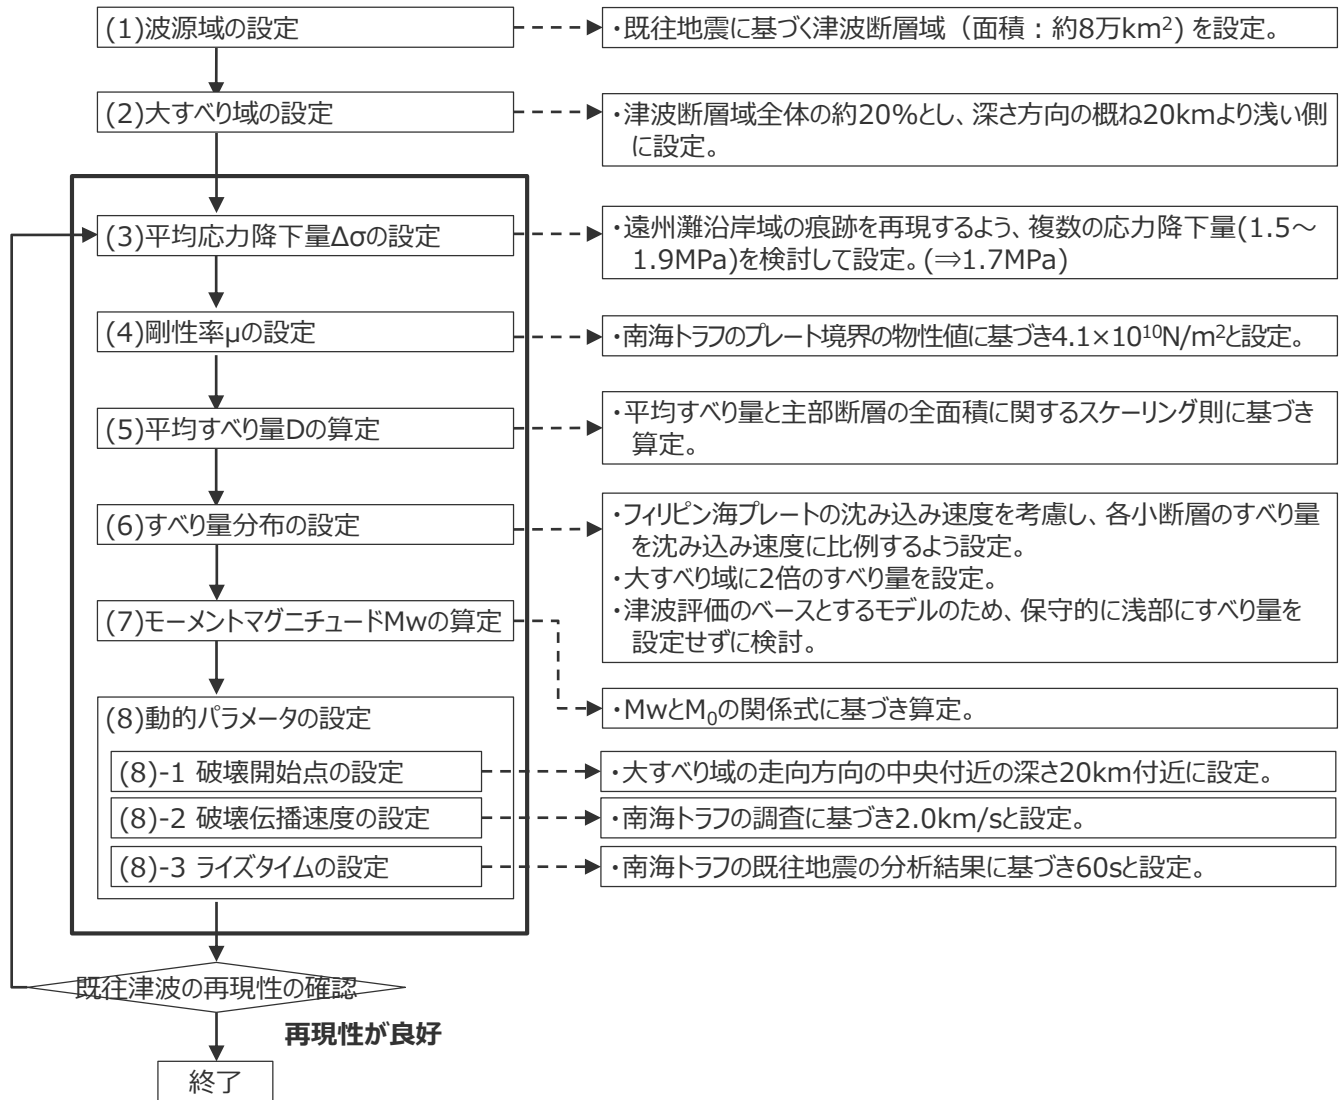 (1)波源域の設定
・既往地震に基づく津波断層域（面積：約8万km²) を設定。
(2)大すべり域の設定
・津波断層域全体の約20%とし、深さ方向の概ね20kmより浅い側
に設定。
(3)平均応力降下量Δσの設定
・遠州灘沿岸域の痕跡を再現するよう、複数の応力降下量(1.5～
1.9MPa)を検討して設定。(⇒1.7MPa)
(4)剛性率μの設定
・南海トラフのプレート境界の物性値に基づき4.1×10¹⁰N/m²と設定。
(5)平均すべり量Dの算定
・平均すべり量と主部断層の全面積に関するスケーリング則に基づき
算定。
(6)すべり量分布の設定
・フィリピン海プレートの沈み込み速度を考慮し、各小断層のすべり量
を沈み込み速度に比例するよう設定。
・大すべり域に2倍のすべり量を設定。
・津波評価のベースとするモデルのため、保守的に浅部にすべり量を
設定せずに検討。
(7)モーメントマグニチュードMwの算定
・MwとM₀の関係式に基づき算定。
(8)動的パラメータの設定
(8)-1 破壊開始点の設定
・大すべり域の走向方向の中央付近の深さ20km付近に設定。
(8)-2 破壊伝播速度の設定
・南海トラフの調査に基づき2.0km/sと設定。
(8)-3 ライズタイムの設定
・南海トラフの既往地震の分析結果に基づき60sと設定。
既往津波の再現性の確認
再現性が良好
終了